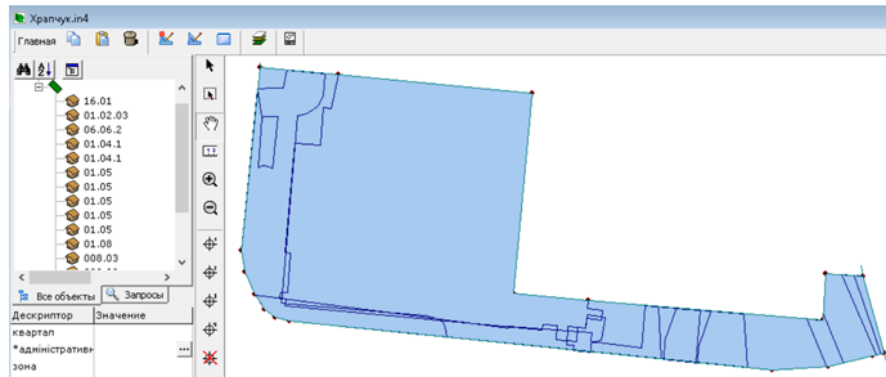 Храпчук.in4
Главная
16.01
01.02.03
06.06.2
01.04.1
01.04.1
01.05
01.05
01.05
01.05
01.05
01.08
008.03
Все объекты Запросы
Дескриптор Значение
квартал
*адміністративн
зона